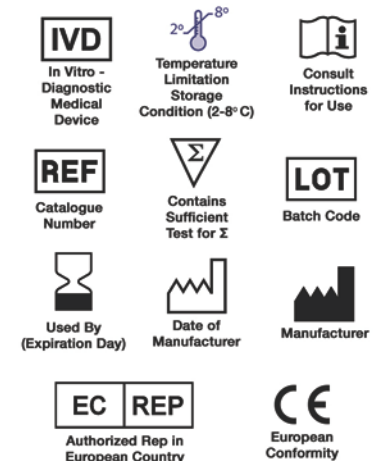 IVD
In Vitro -
Diagnostic
Medical
Device
2° 8°
Temperature
Limitation
Storage
Condition (2-8° C)
i
Consult
Instructions
for Use
REF
Catalogue
Number
Σ
Contains
Sufficient
Test for Σ
LOT
Batch Code
Used By
(Expiration Day)
Date of
Manufacturer
Manufacturer
EC REP
Authorized Rep in
European Country
CE
European
Conformity